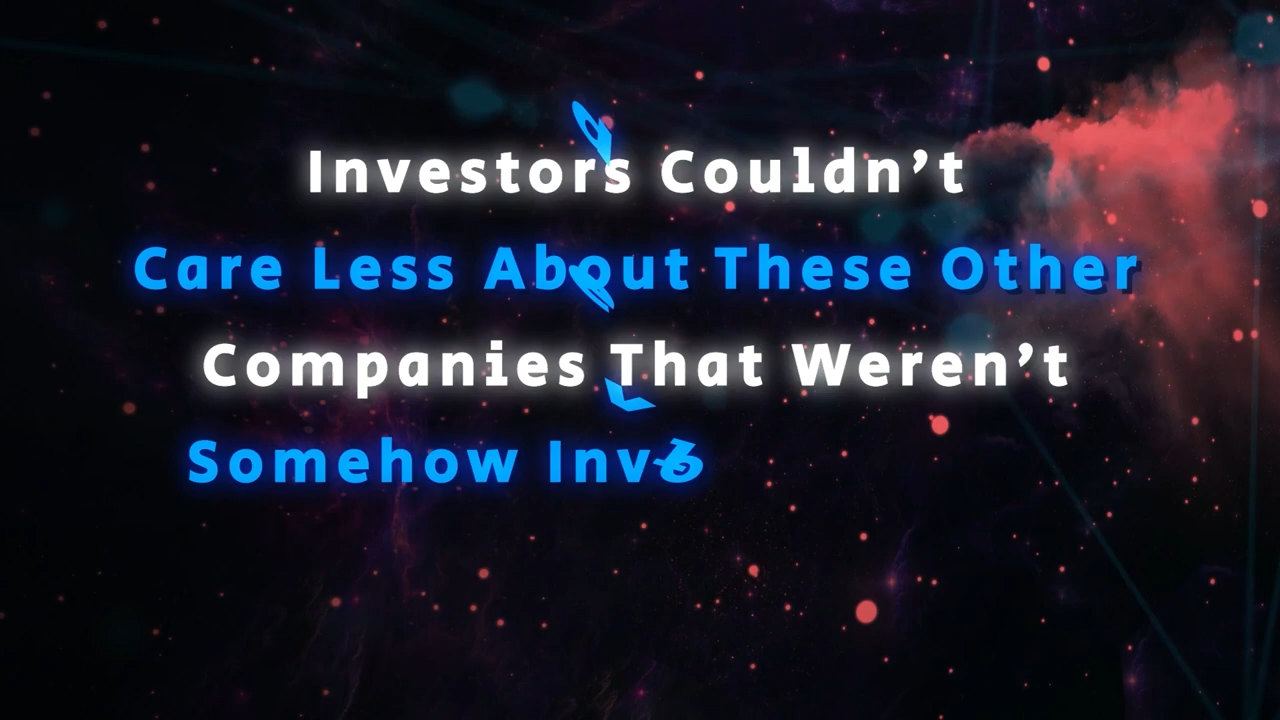 Investors Couldn't
Care Less About These Other
Companies That Weren't
Somehow